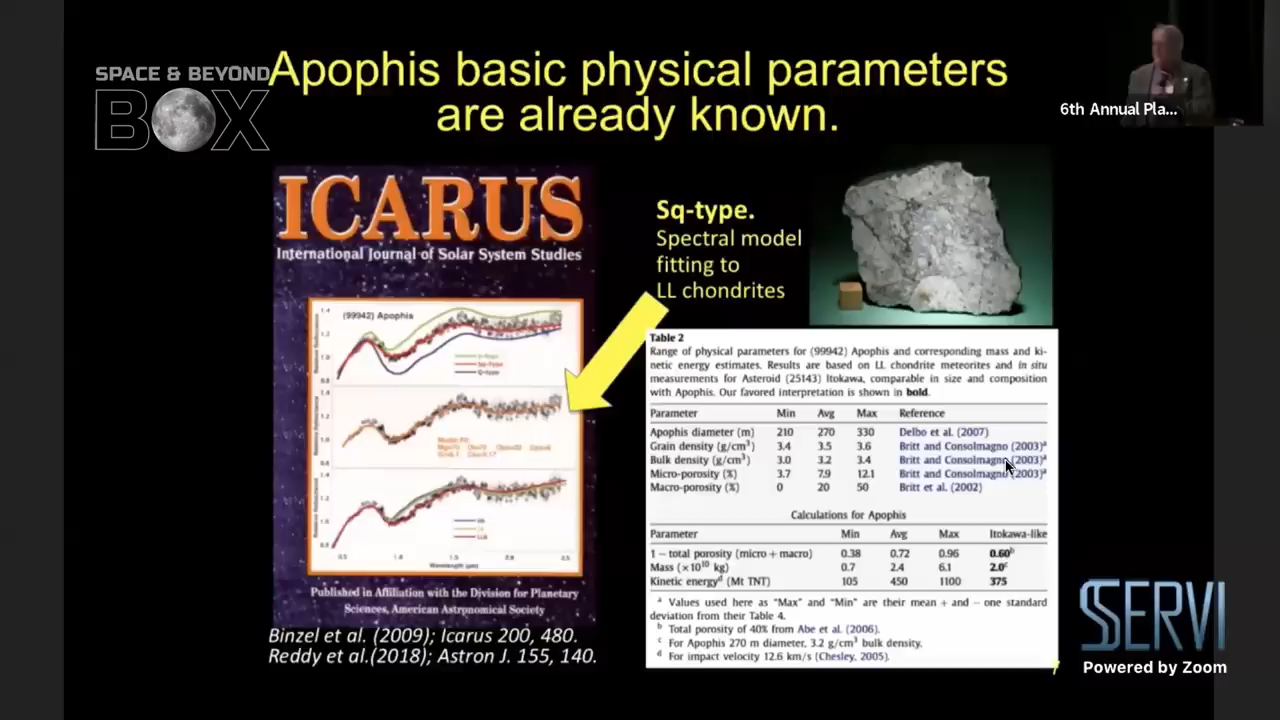 SPACE & BEYOND
BOX
Apophis basic physical parameters
are already known.
6th Annual Pla...
ICARUS
International Journal of Solar System Studies
(99942) Apophis
Sq-Type
Q-type
Wavelength (μm)
Published in Affiliation with the Division for Planetary
Sciences, American Astronomical Society
Binzel et al. (2009); Icarus 200, 480.
Reddy et al.(2018); Astron J. 155, 140.
Sq-type.
Spectral model
fitting to
LL chondrites
Table 2
Range of physical parameters for (99942) Apophis and corresponding mass and ki-
netic energy estimates. Results are based on LL chondrite meteorites and in situ
measurements for Asteroid (25143) Itokawa, comparable in size and composition
with Apophis. Our favored interpretation is shown in bold.
Parameter Min Avg Max Reference
Apophis diameter (m) 210 270 330 Delbo et al. (2007)
Grain density (g/cm³) 3.4 3.5 3.6 Britt and Consolmagno (2003)ᵃ
Bulk density (g/cm³) 3.0 3.2 3.4 Britt and Consolmagno (2003)ᵃ
Micro-porosity (%) 3.7 7.9 12.1 Britt and Consolmagno (2003)ᵃ
Macro-porosity (%) 0 20 50 Britt et al. (2002)
Calculations for Apophis
Parameter Min Avg Max Itokawa-like
1 − total porosity (micro + macro) 0.38 0.72 0.96 0.60ᵇ
Mass (×10¹⁰ kg) 0.7 2.4 6.1 2.0ᶜ
Kinetic energyᵈ (Mt TNT) 105 450 1100 375
ᵃ Values used here as "Max" and "Min" are their mean + and − one standard
deviation from their Table 4.
ᵇ Total porosity of 40% from Abe et al. (2006).
ᶜ For Apophis 270 m diameter, 3.2 g/cm³ bulk density.
ᵈ For impact velocity 12.6 km/s (Chesley, 2005).
SSERVI
Powered by Zoom